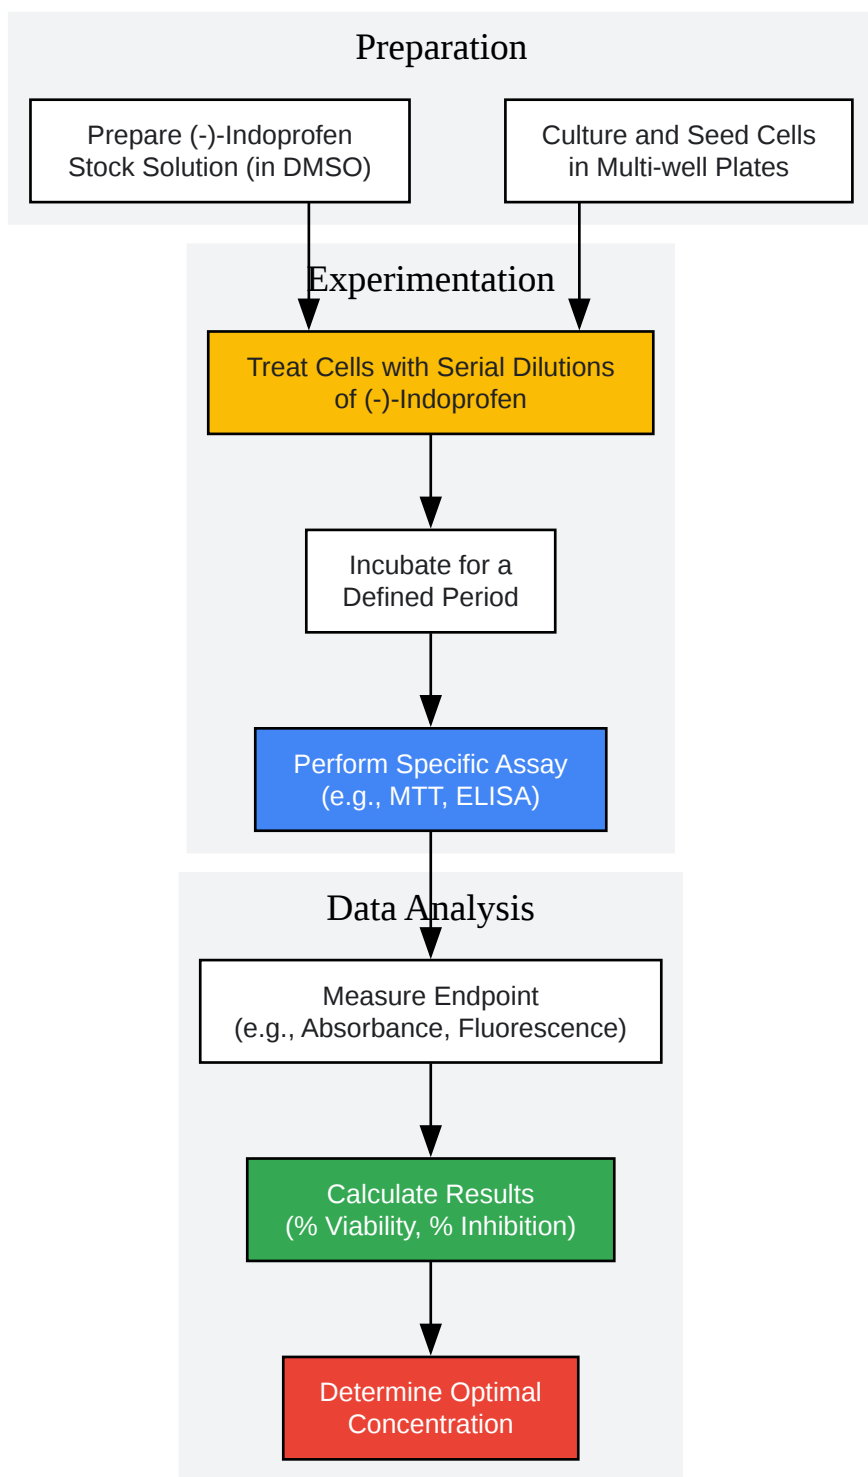 Preparation
Prepare (-)-Indoprofen
Stock Solution (in DMSO)
Culture and Seed Cells
in Multi-well Plates
Experimentation
Treat Cells with Serial Dilutions
of (-)-Indoprofen
Incubate for a
Defined Period
Perform Specific Assay
(e.g., MTT, ELISA)
Data Analysis
Measure Endpoint
(e.g., Absorbance, Fluorescence)
Calculate Results
(% Viability, % Inhibition)
Determine Optimal
Concentration